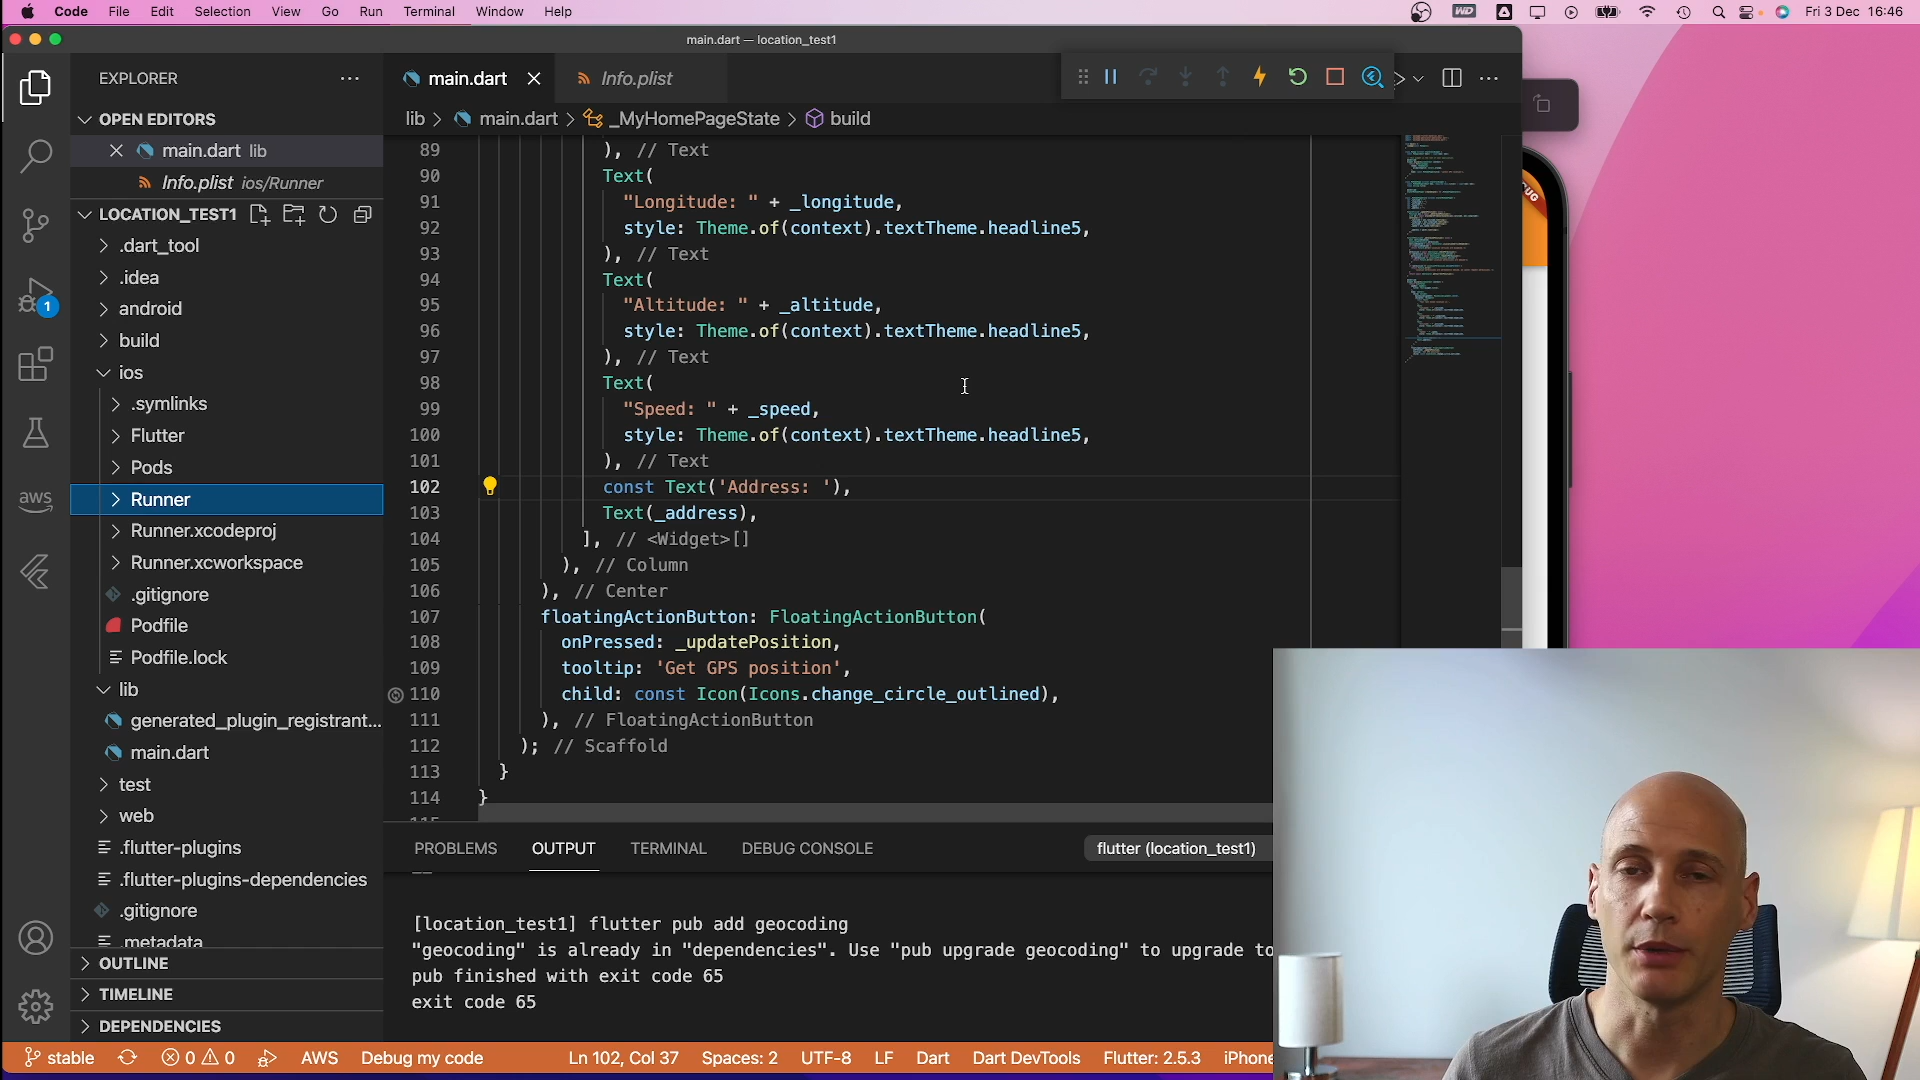 Code File Edit Selection View Go Run Terminal Window Help
WD
Fri 3 Dec 16:46
main.dart — location_test1
EXPLORER
OPEN EDITORS
main.dart lib
Info.plist ios/Runner
LOCATION_TEST1
.dart_tool
.idea
android
build
ios
.symlinks
Flutter
Pods
Runner
Runner.xcodeproj
Runner.xcworkspace
.gitignore
Podfile
Podfile.lock
lib
generated_plugin_registrant...
main.dart
test
web
.flutter-plugins
.flutter-plugins-dependencies
.gitignore
.metadata
OUTLINE
TIMELINE
DEPENDENCIES
1
aws
main.dart
Info.plist
lib > main.dart > _MyHomePageState > build
89 ), // Text
90 Text(
91 "Longitude: " + _longitude,
92 style: Theme.of(context).textTheme.headline5,
93 ), // Text
94 Text(
95 "Altitude: " + _altitude,
96 style: Theme.of(context).textTheme.headline5,
97 ), // Text
98 Text(
99 "Speed: " + _speed,
100 style: Theme.of(context).textTheme.headline5,
101 ), // Text
102 const Text('Address: '),
103 Text(_address),
104 ], // <Widget>[]
105 ), // Column
106 ), // Center
107 floatingActionButton: FloatingActionButton(
108 onPressed: _updatePosition,
109 tooltip: 'Get GPS position',
110 child: const Icon(Icons.change_circle_outlined),
111 ), // FloatingActionButton
112 ); // Scaffold
113 }
114 }
PROBLEMS OUTPUT TERMINAL DEBUG CONSOLE
flutter (location_test1)
[location_test1] flutter pub add geocoding
"geocoding" is already in "dependencies". Use "pub upgrade geocoding" to upgrade to
pub finished with exit code 65
exit code 65
stable 0 0 AWS Debug my code Ln 102, Col 37 Spaces: 2 UTF-8 LF Dart Dart DevTools Flutter: 2.5.3 iPhone